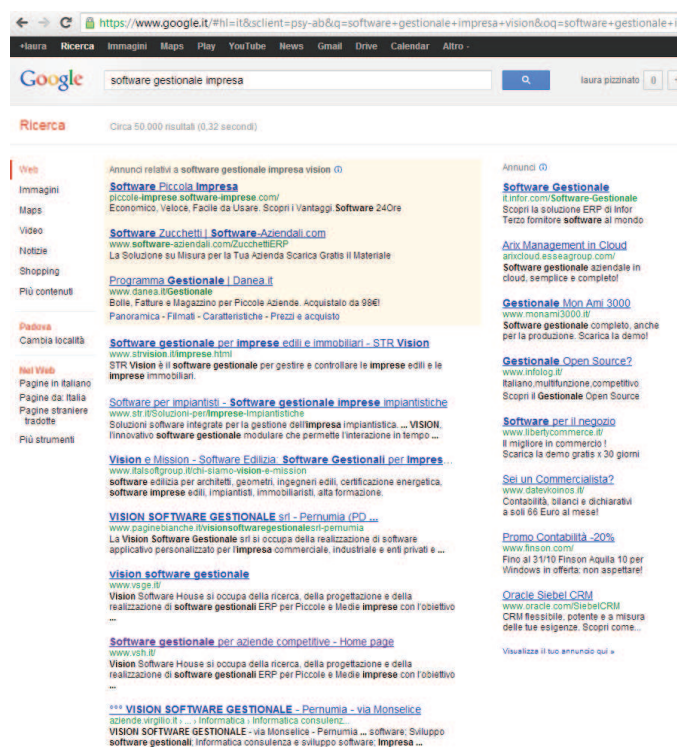 https://www.google.it/#hl=it&sclient=psy-ab&q=software+gestionale+impresa+vision&oq=software+gestionale+i
+laura Ricerca Immagini Maps Play YouTube News Gmail Drive Calendar Altro
Google
software gestionale impresa
laura pizzinato 0
Ricerca
Circa 50.000 risultati (0,32 secondi)
Web
Immagini
Maps
Video
Notizie
Shopping
Più contenuti
Padova
Cambia località
Nel Web
Pagine in italiano
Pagine da: Italia
Pagine straniere
tradotte
Più strumenti
Annunci relativi a software gestionale impresa vision
Software Piccola Impresa
piccole-imprese.software-imprese.com/
Economico, Veloce, Facile da Usare. Scopri i Vantaggi.Software 24Ore
Software Zucchetti | Software-Aziendali.com
www.software-aziendali.com/ZucchettiERP
La Soluzione su Misura per la Tua Azienda Scarica Gratis il Materiale
Programma Gestionale | Danea it
www.danea.it/Gestionale
Bolle, Fatture e Magazzino per Piccole Aziende. Acquistalo da 98€!
Panoramica - Filmati - Caratteristiche - Prezzi e acquisto
Software gestionale per imprese edili e immobiliari - STR Vision
www.strvision.it/imprese.html
STR Vision è il software gestionale per gestire e controllare le imprese edili e le
imprese immobiliari.
Software per impiantisti - Software gestionale imprese impiantistiche
www.str.it/Soluzioni-per/Imprese-Impiantistiche
Soluzioni software integrate per la gestione dell'impresa impiantistica. ... VISION,
l'innovativo software gestionale modulare che permette l'interazione in tempo ...
Vision e Mission - Software Edilizia: Software Gestionali per Impres...
www.italsoftgroup.it/chi-siamo-vision-e-mission
software edilizia per architetti, geometri, ingegneri edili, certificazione energetica,
software imprese edili, impiantisti, immobiliaristi, alta formazione.
VISION SOFTWARE GESTIONALE srl - Pernumia (PD ...
www.paginebianche.it/visionsoftwaregestionalesrl-pernumia
La Vision Software Gestionale srl si occupa della realizzazione di software
applicativo personalizzato per l'impresa commerciale, industriale e enti privati e ...
vision software gestionale
www.vsge.it/
Vision Software House si occupa della ricerca, della progettazione e della
realizzazione di software gestionali ERP per Piccole e Medie imprese con l'obiettivo
...
Software gestionale per aziende competitive - Home page
www.vsh.it/
Vision Software House si occupa della ricerca, della progettazione e della
realizzazione di software gestionali ERP per Piccole e Medie imprese con l'obiettivo
...
°°° VISION SOFTWARE GESTIONALE - Pernumia - via Monselice
aziende.virgilio.it › ... › Informatica › Informatica consulenz...
VISION SOFTWARE GESTIONALE - via Monselice - Pernumia ... software; Sviluppo
software gestionali; Informatica consulenza e sviluppo software; Impresa ...
Annunci
Software Gestionale
it.infor.com/Software-Gestionale
Scopri la soluzione ERP di Infor
Terzo fornitore software al mondo
Arix Management in Cloud
arixcloud.esseagroup.com/
Software gestionale aziendale in
cloud, semplice e completo!
Gestionale Mon Ami 3000
www.monami3000.it/
Software gestionale completo, anche
per la produzione. Scarica la demo!
Gestionale Open Source?
www.infolog.it/
Italiano,multifunzione,competitivo
Scopri il Gestionale Open Source
Software per il negozio
www.libertycommerce.it/
Il migliore in commercio !
Scarica la demo gratis x 30 giorni
Sei un Commercialista?
www.datevkoinos.it/
Contabilità, bilanci e dichiarativi
a soli 66 Euro al mese!
Promo Contabilità -20%
www.finson.com/
Fino al 31/10 Finson Aquila 10 per
Windows in offerta: non aspettare!
Oracle Siebel CRM
www.oracle.com/SiebelCRM
CRM flessibile, potente e a misura
delle tue esigenze. Scopri come...
Visualizza il tuo annuncio qui »